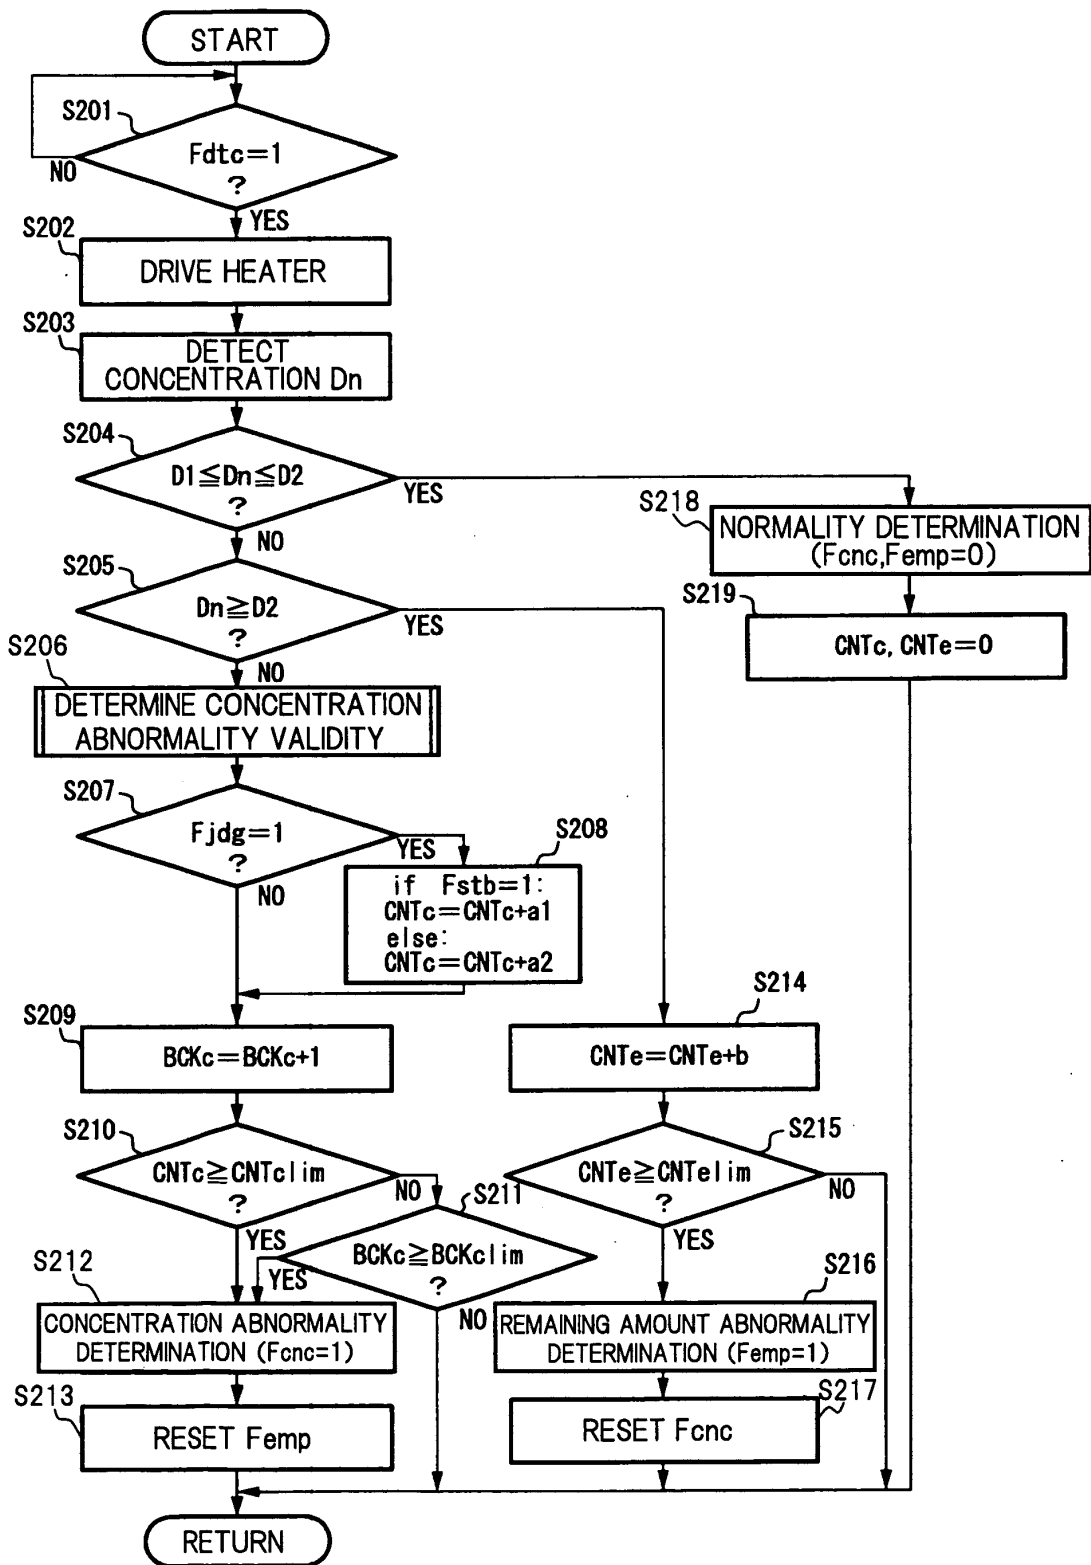 START
S201
Fdtc=1
?
NO
YES
S202
DRIVE HEATER
S203
DETECT
CONCENTRATION Dn
S204
D1≦Dn≦D2
?
YES
NO
S218
NORMALITY DETERMINATION
(Fcnc,Femp=0)
S205
Dn≧D2
?
YES
NO
S219
CNTc, CNTe=0
S206
DETERMINE CONCENTRATION
ABNORMALITY VALIDITY
S207
Fjdg=1
?
YES
NO
S208
if Fstb=1:
CNTc=CNTc+a1
else:
CNTc=CNTc+a2
S209
BCKc=BCKc+1
S214
CNTe=CNTe+b
S210
CNTc≧CNTclim
?
NO
YES
S211
BCKc≧BCKclim
?
YES
NO
S215
CNTe≧CNTelim
?
NO
YES
S212
CONCENTRATION ABNORMALITY
DETERMINATION (Fcnc=1)
S216
REMAINING AMOUNT ABNORMALITY
DETERMINATION (Femp=1)
S213
RESET Femp
S217
RESET Fcnc
RETURN